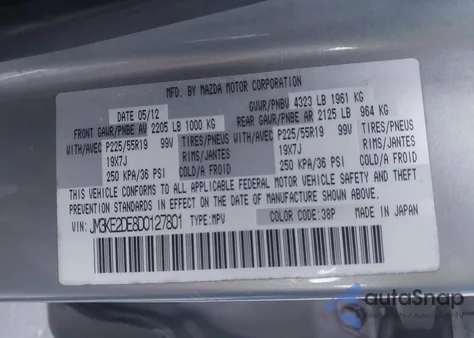 MFD. BY MAZDA MOTOR CORPORATION
DATE 05/12
GVWR/PNBV 4323 LB 1961 KG
FRONT GAWR/PNBE AV 2205 LB 1000 KG
REAR GAWR/PNBE AR 2125 LB 964 KG
WITH/AVEC P225/55R19 99V TIRES/PNEUS
19X7J RIMS/JANTES
250 KPA/36 PSI COLD/A FROID
WITH/AVEC P225/55R19 99V TIRES/PNEUS
19X7J RIMS/JANTES
250 KPA/36 PSI COLD/A FROID
THIS VEHICLE CONFORMS TO ALL APPLICABLE FEDERAL MOTOR VEHICLE SAFETY AND THEFT
PREVENTION STANDARDS IN EFFECT ON THE DATE OF MANUFACTURE SHOWN ABOVE.
VIN: JM3KE2DE8D0127801 TYPE:MPV COLOR CODE:38P MADE IN JAPAN
autoSnap